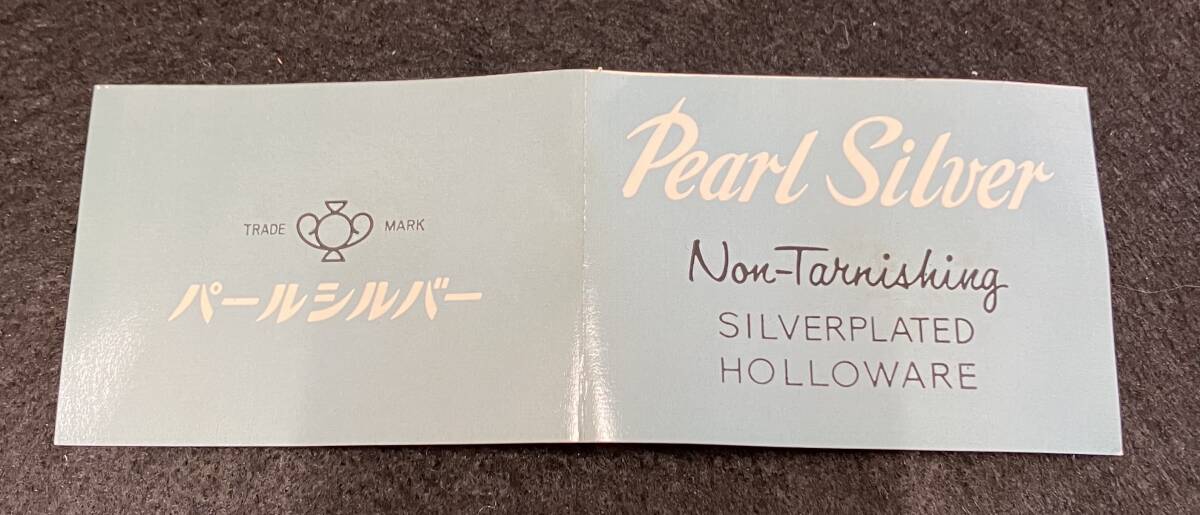 TRADE MARK
パールシルバー
Pearl Silver
Non-Tarnishing
SILVERPLATED
HOLLOWARE